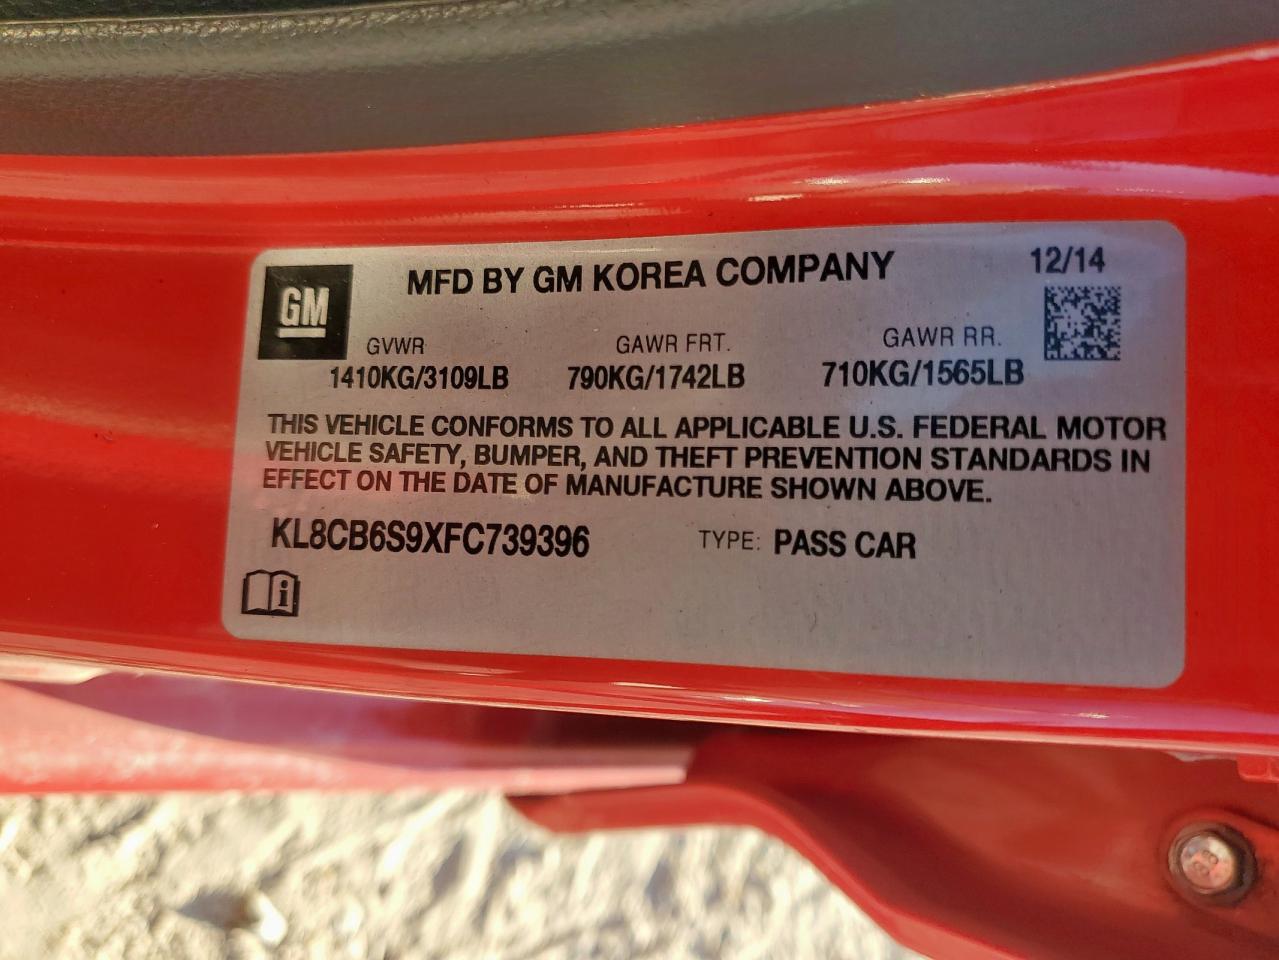 GM
MFD BY GM KOREA COMPANY
12/14
GVWR GAWR FRT. GAWR RR.
1410KG/3109LB 790KG/1742LB 710KG/1565LB
THIS VEHICLE CONFORMS TO ALL APPLICABLE U.S. FEDERAL MOTOR
VEHICLE SAFETY, BUMPER, AND THEFT PREVENTION STANDARDS IN
EFFECT ON THE DATE OF MANUFACTURE SHOWN ABOVE.
KL8CB6S9XFC739396 TYPE: PASS CAR
i